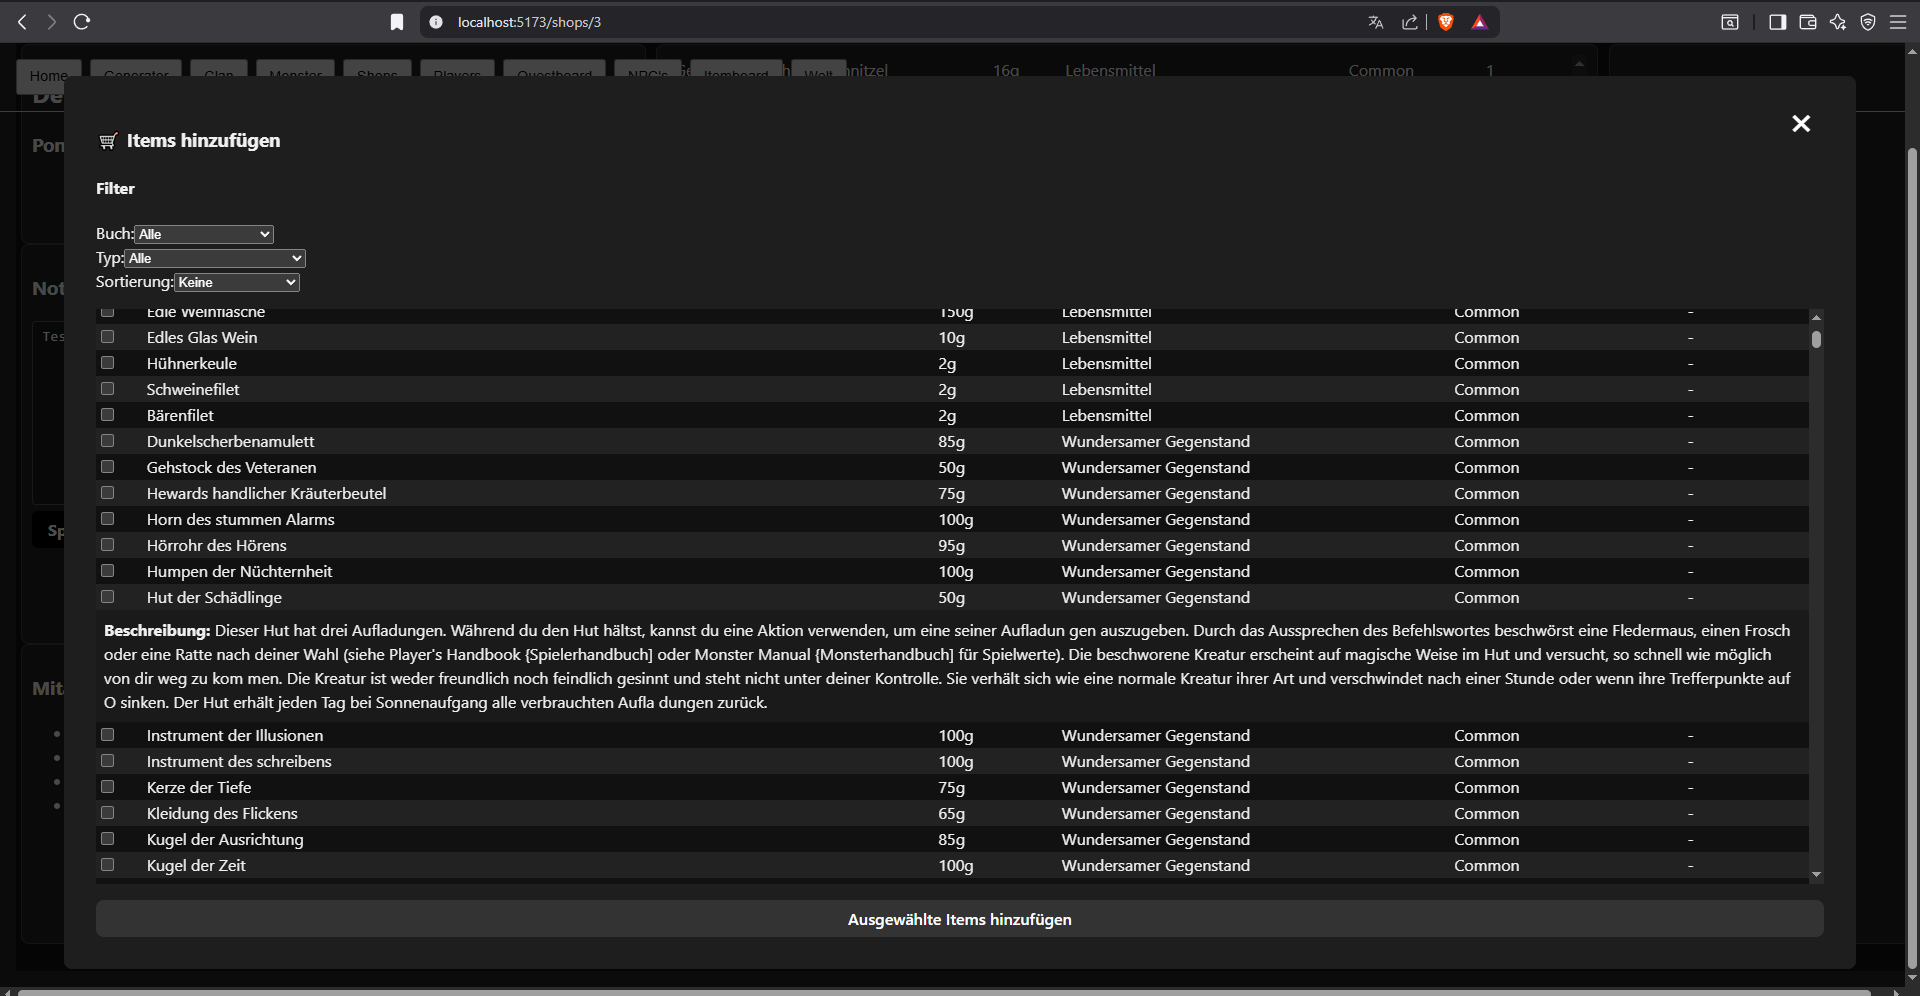 localhost:5173/shops/3
Home Generator Clan Monster Shops Players Questboard NPC's Itemboard Welt
16g Lebensmittel Common 1
🛒 Items hinzufügen
Filter
Buch: Alle
Typ: Alle
Sortierung: Keine
Edle Weinflasche 150g Lebensmittel Common -
Edles Glas Wein 10g Lebensmittel Common -
Hühnerkeule 2g Lebensmittel Common -
Schweinefilet 2g Lebensmittel Common -
Bärenfilet 2g Lebensmittel Common -
Dunkelscherbenamulett 85g Wundersamer Gegenstand Common -
Gehstock des Veteranen 50g Wundersamer Gegenstand Common -
Hewards handlicher Kräuterbeutel 75g Wundersamer Gegenstand Common -
Horn des stummen Alarms 100g Wundersamer Gegenstand Common -
Hörrohr des Hörens 95g Wundersamer Gegenstand Common -
Humpen der Nüchternheit 100g Wundersamer Gegenstand Common -
Hut der Schädlinge 50g Wundersamer Gegenstand Common -
Beschreibung: Dieser Hut hat drei Aufladungen. Während du den Hut hältst, kannst du eine Aktion verwenden, um eine seiner Aufladun gen auszugeben. Durch das Aussprechen des Befehlswortes beschwörst eine Fledermaus, einen Frosch
oder eine Ratte nach deiner Wahl (siehe Player's Handbook {Spielerhandbuch] oder Monster Manual {Monsterhandbuch] für Spielwerte). Die beschworene Kreatur erscheint auf magische Weise im Hut und versucht, so schnell wie möglich
von dir weg zu kom men. Die Kreatur ist weder freundlich noch feindlich gesinnt und steht nicht unter deiner Kontrolle. Sie verhält sich wie eine normale Kreatur ihrer Art und verschwindet nach einer Stunde oder wenn ihre Trefferpunkte auf
O sinken. Der Hut erhält jeden Tag bei Sonnenaufgang alle verbrauchten Aufla dungen zurück.
Instrument der Illusionen 100g Wundersamer Gegenstand Common -
Instrument des schreibens 100g Wundersamer Gegenstand Common -
Kerze der Tiefe 75g Wundersamer Gegenstand Common -
Kleidung des Flickens 65g Wundersamer Gegenstand Common -
Kugel der Ausrichtung 85g Wundersamer Gegenstand Common -
Kugel der Zeit 100g Wundersamer Gegenstand Common -
Ausgewählte Items hinzufügen